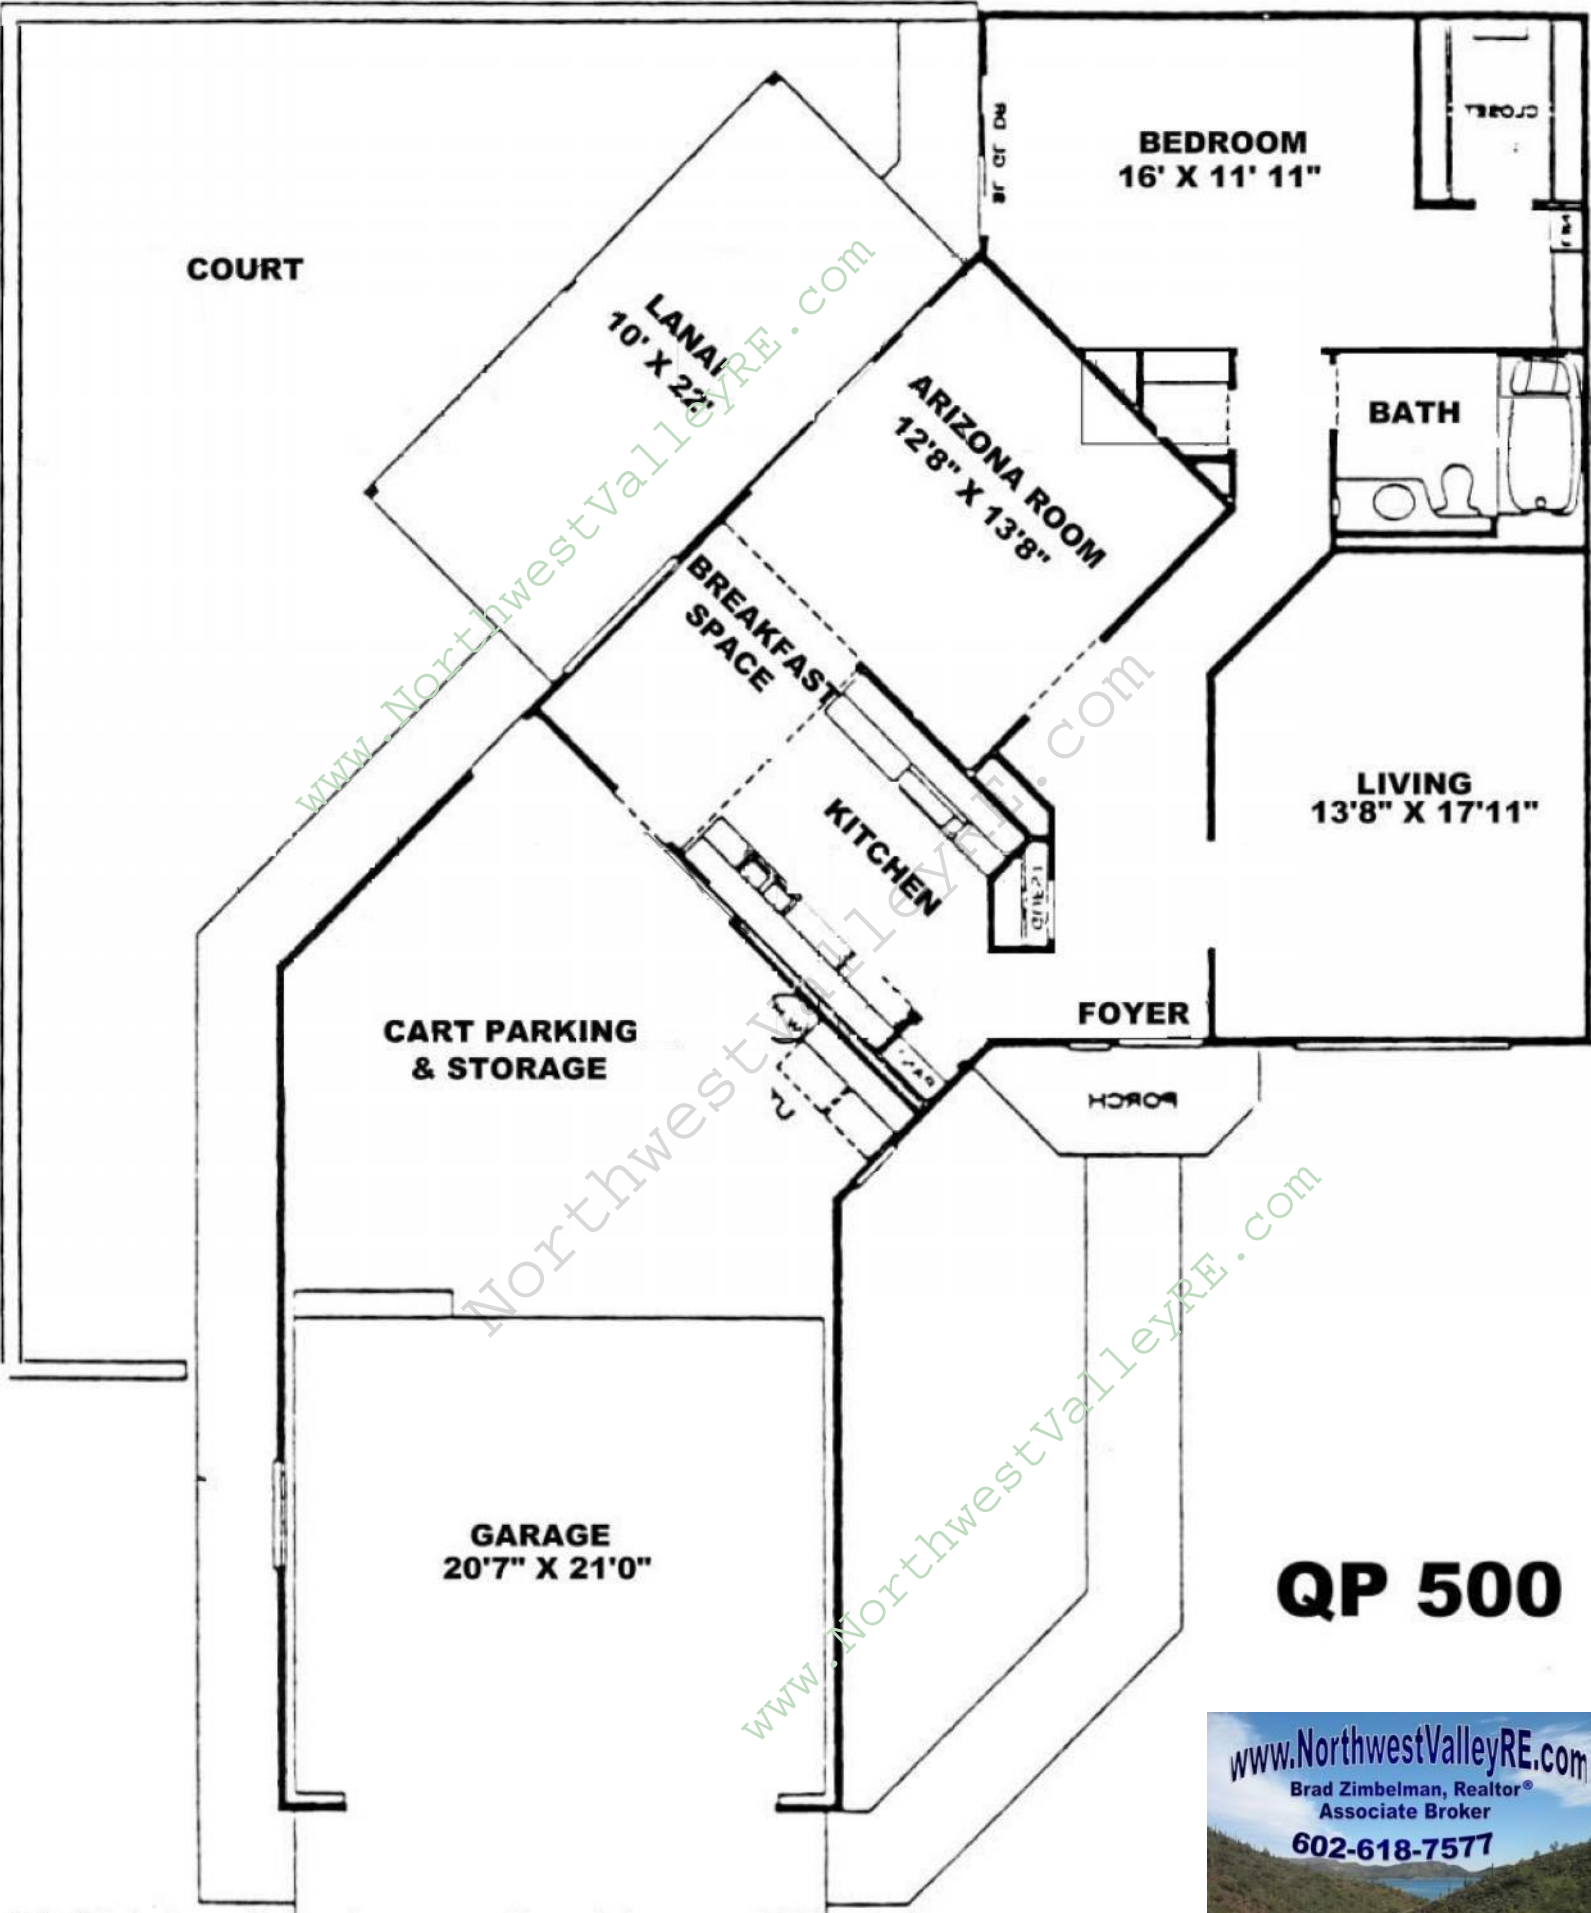 BEDROOM
16' X 11' 11"
CLOSET
COURT
LANAI
10' X 22'
ARIZONA ROOM
12'8" X 13'8"
BATH
BREAKFAST
SPACE
KITCHEN
LIVING
13'8" X 17'11"
GUEST
FOYER
CART PARKING
& STORAGE
PORCH
GARAGE
20'7" X 21'0"
QP 500
www.NorthwestValleyRE.com
NorthwestValleyRE.com
www.NorthwestValleyRE.com
www.NorthwestValleyRE.com
Brad Zimbelman, Realtor®
Associate Broker
602-618-7577